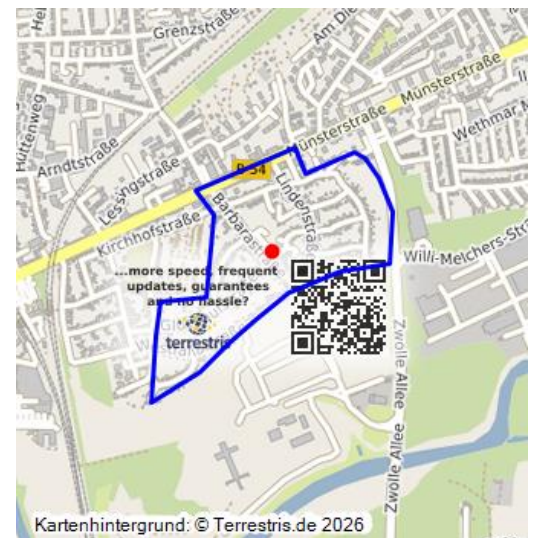 Grenzstraße
Am Die
Hüttenweg
Münsterstraße
Münsterstraße
Wethmar M
Arndtstraße
Lessingstraße
B 54
Lindenstraße
Barbarastr
Kirchhofstraße
Willi-Melchers-Str
...more speed, frequent
updates, guarantees
and no hassle?
terrestris
Zwolle Allee
Zwolle Allee
Kartenhintergrund: © Terrestris.de 2026